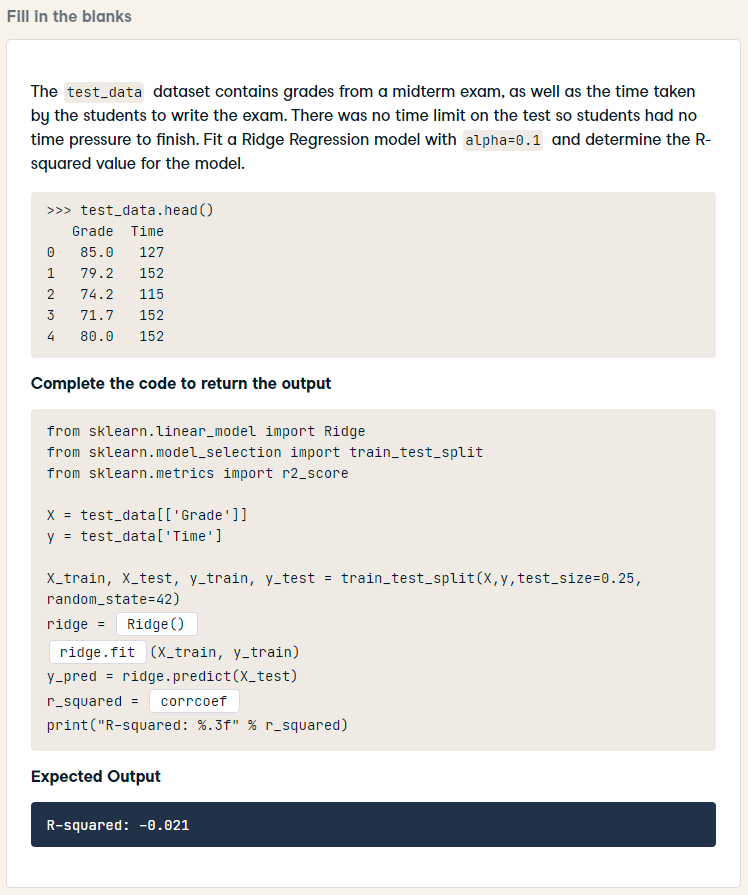 Fill in the blanks
The test_data dataset contains grades from a midterm exam, as well as the time taken
by the students to write the exam. There was no time limit on the test so students had no
time pressure to finish. Fit a Ridge Regression model with alpha=0.1 and determine the R-
squared value for the model.
>>> test_data.head()
   Grade  Time
0   85.0   127
1   79.2   152
2   74.2   115
3   71.7   152
4   80.0   152
Complete the code to return the output
from sklearn.linear_model import Ridge
from sklearn.model_selection import train_test_split
from sklearn.metrics import r2_score
X = test_data[['Grade']]
y = test_data['Time']
X_train, X_test, y_train, y_test = train_test_split(X,y,test_size=0.25,
random_state=42)
ridge = Ridge()
ridge.fit (X_train, y_train)
y_pred = ridge.predict(X_test)
r_squared = corrcoef
print("R-squared: %.3f" % r_squared)
Expected Output
R-squared: -0.021